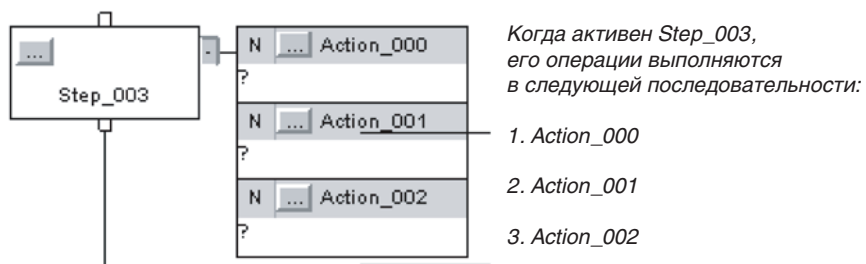 ...
Step_003
-
N ... Action_000
?
N ... Action_001
?
N ... Action_002
?
Когда активен Step_003,
его операции выполняются
в следующей последовательности:
1. Action_000
2. Action_001
3. Action_002